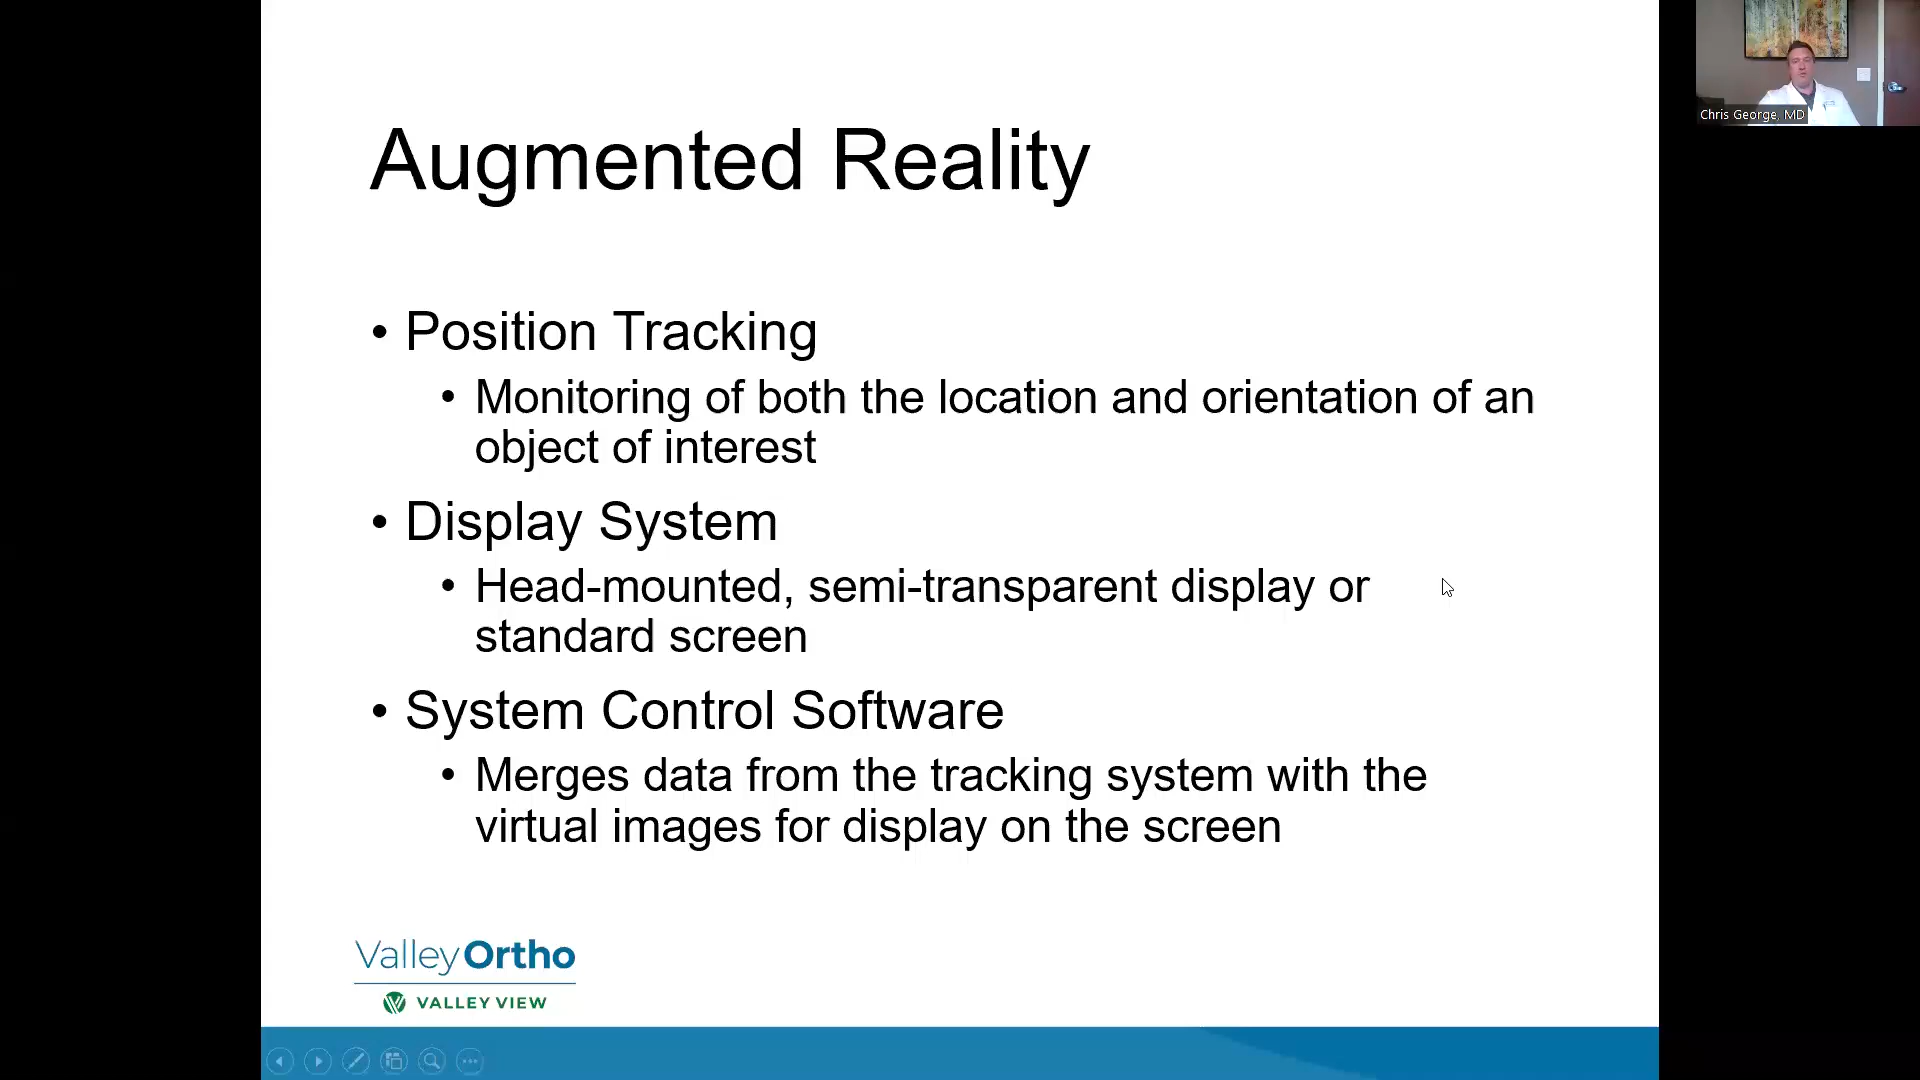 Augmented Reality
• Position Tracking
• Monitoring of both the location and orientation of an
object of interest
• Display System
• Head-mounted, semi-transparent display or
standard screen
• System Control Software
• Merges data from the tracking system with the
virtual images for display on the screen
ValleyOrtho
VALLEY VIEW
Chris George, MD